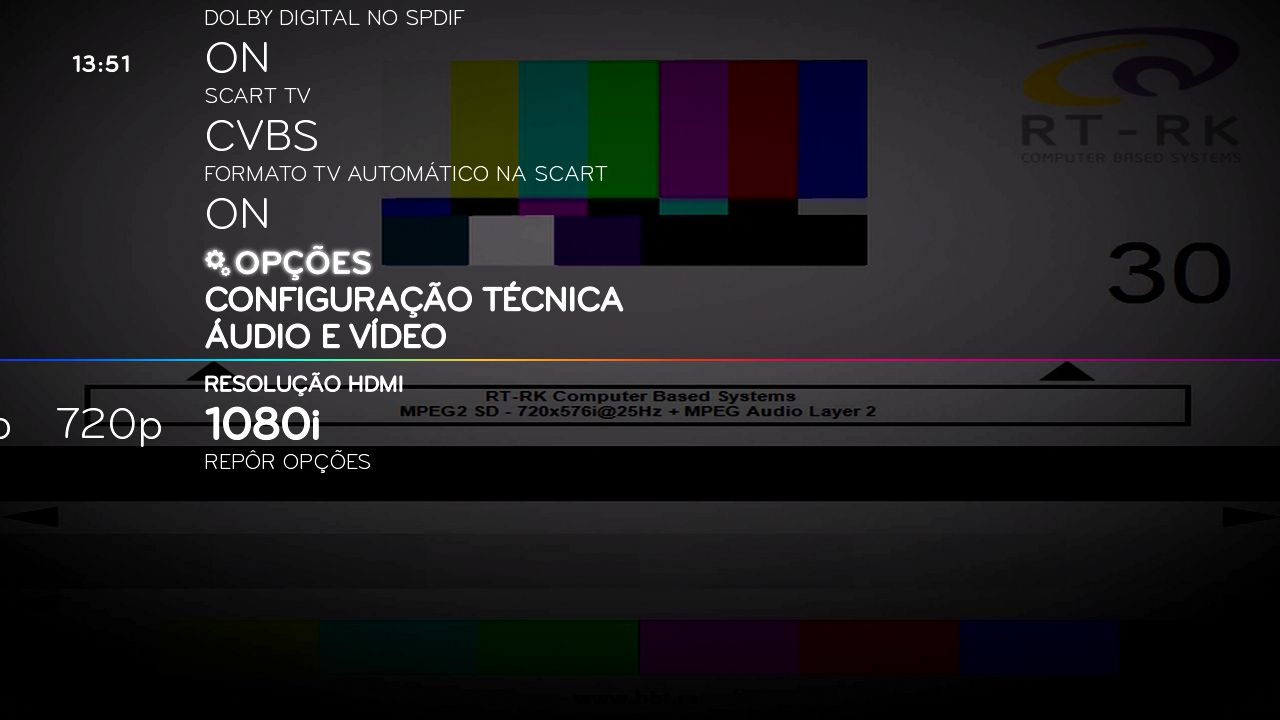 DOLBY DIGITAL NO SPDIF
13:51
ON
SCART TV
CVBS
FORMATO TV AUTOMÁTICO NA SCART
ON
OPÇÕES
CONFIGURAÇÃO TÉCNICA
ÁUDIO E VÍDEO
RESOLUÇÃO HDMI
p 720p 1080i
REPÔR OPÇÕES
RT-RK
COMPUTER BASED SYSTEMS
30
RT-RK Computer Based Systems
MPEG2 SD - 720x576i@25Hz + MPEG Audio Layer 2